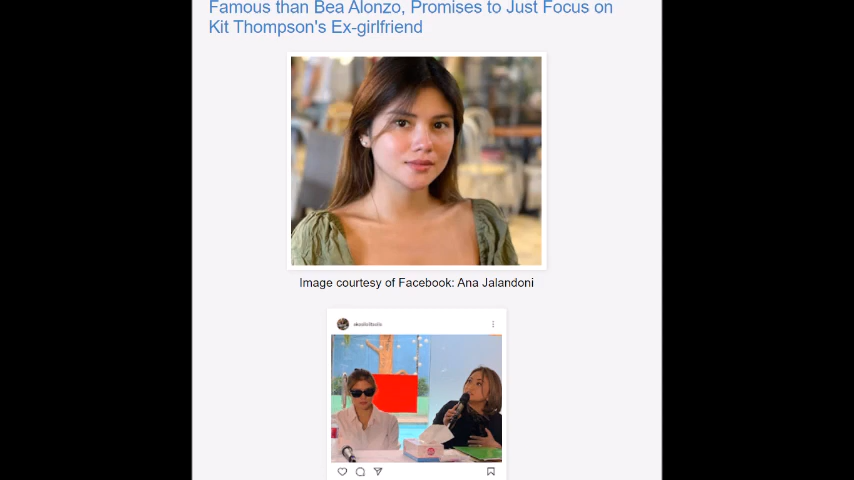 Famous than Bea Alonzo, Promises to Just Focus on
Kit Thompson's Ex-girlfriend
Image courtesy of Facebook: Ana Jalandoni